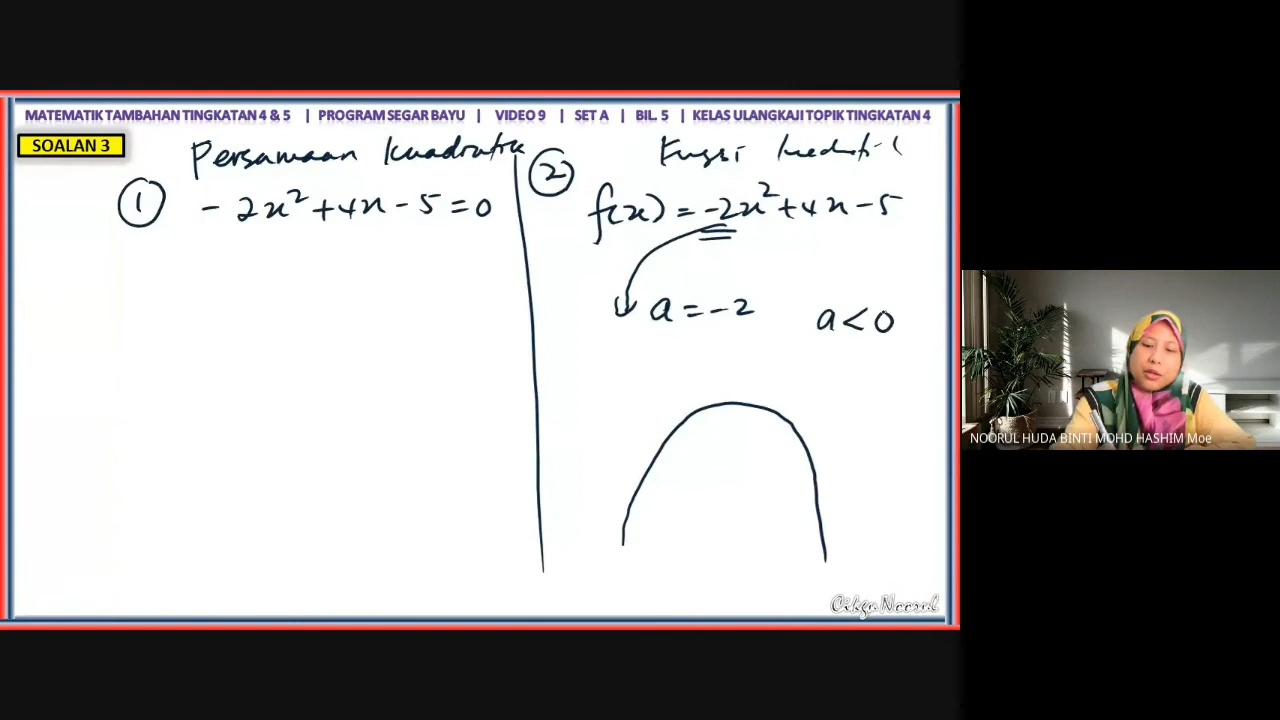 MATEMATIK TAMBAHAN TINGKATAN 4 & 5 | PROGRAM SEGAR BAYU | VIDEO 9 | SET A | BIL. 5 | KELAS ULANGKAJI TOPIK TINGKATAN 4
SOALAN 3
Persamaan Kuadratik
① -2x² + 4x - 5 = 0
②
f(x) = -2x² + 4x - 5
a = -2 a < 0
Cikgu Noorul
NOORUL HUDA BINTI MOHD HASHIM Moe